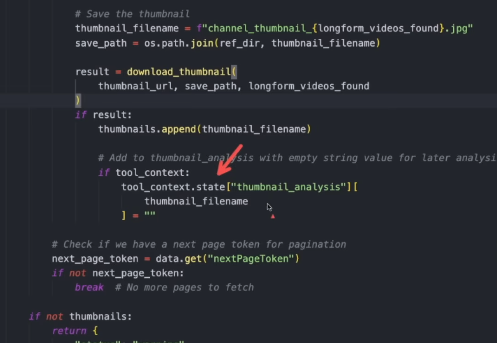 # Save the thumbnail
thumbnail_filename = f"channel_thumbnail_{longform_videos_found}.jpg"
save_path = os.path.join(ref_dir, thumbnail_filename)
result = download_thumbnail(
thumbnail_url, save_path, longform_videos_found
)
if result:
thumbnails.append(thumbnail_filename)
# Add to thumbnail_analysis with empty string value for later analysi
if tool_context:
tool_context.state["thumbnail_analysis"][
thumbnail_filename
] = ""
# Check if we have a next page token for pagination
next_page_token = data.get("nextPageToken")
if not next_page_token:
break # No more pages to fetch
if not thumbnails:
return {